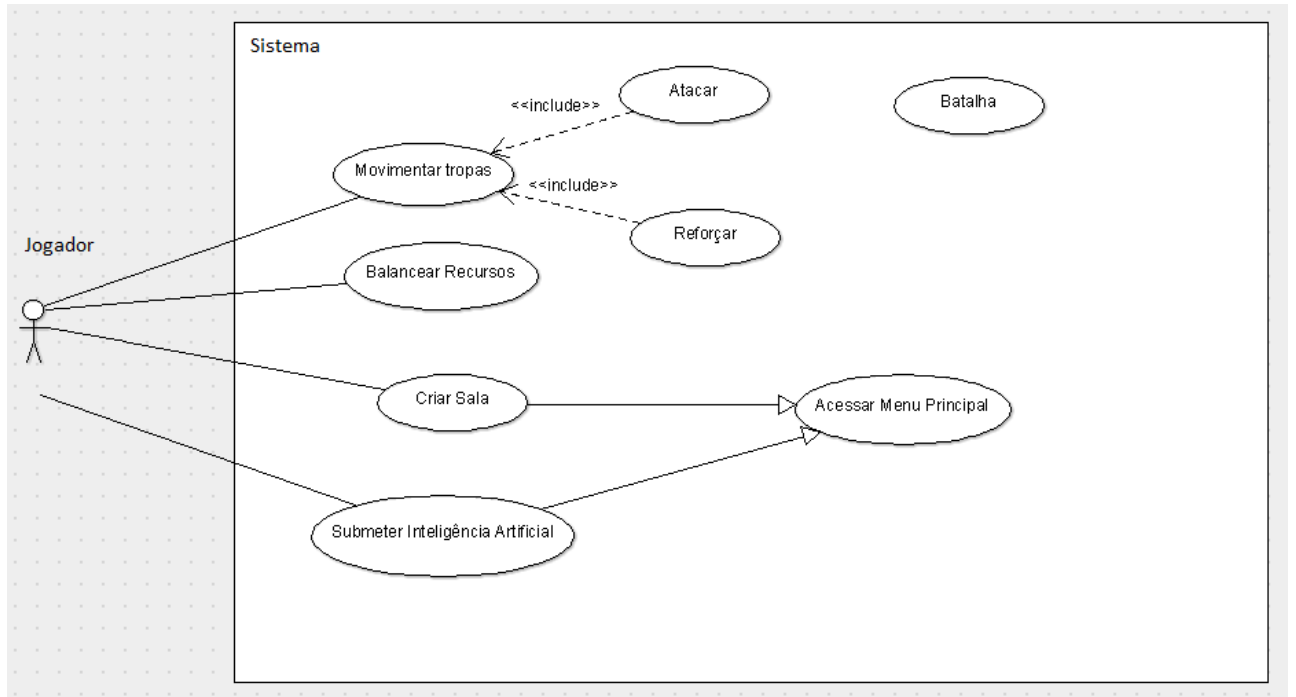 Sistema
Atacar
Batalha
<<include>>
Movimentar tropas
<<include>>
Reforçar
Jogador
Balancear Recursos
Criar Sala
Acessar Menu Principal
Submeter Inteligência Artificial